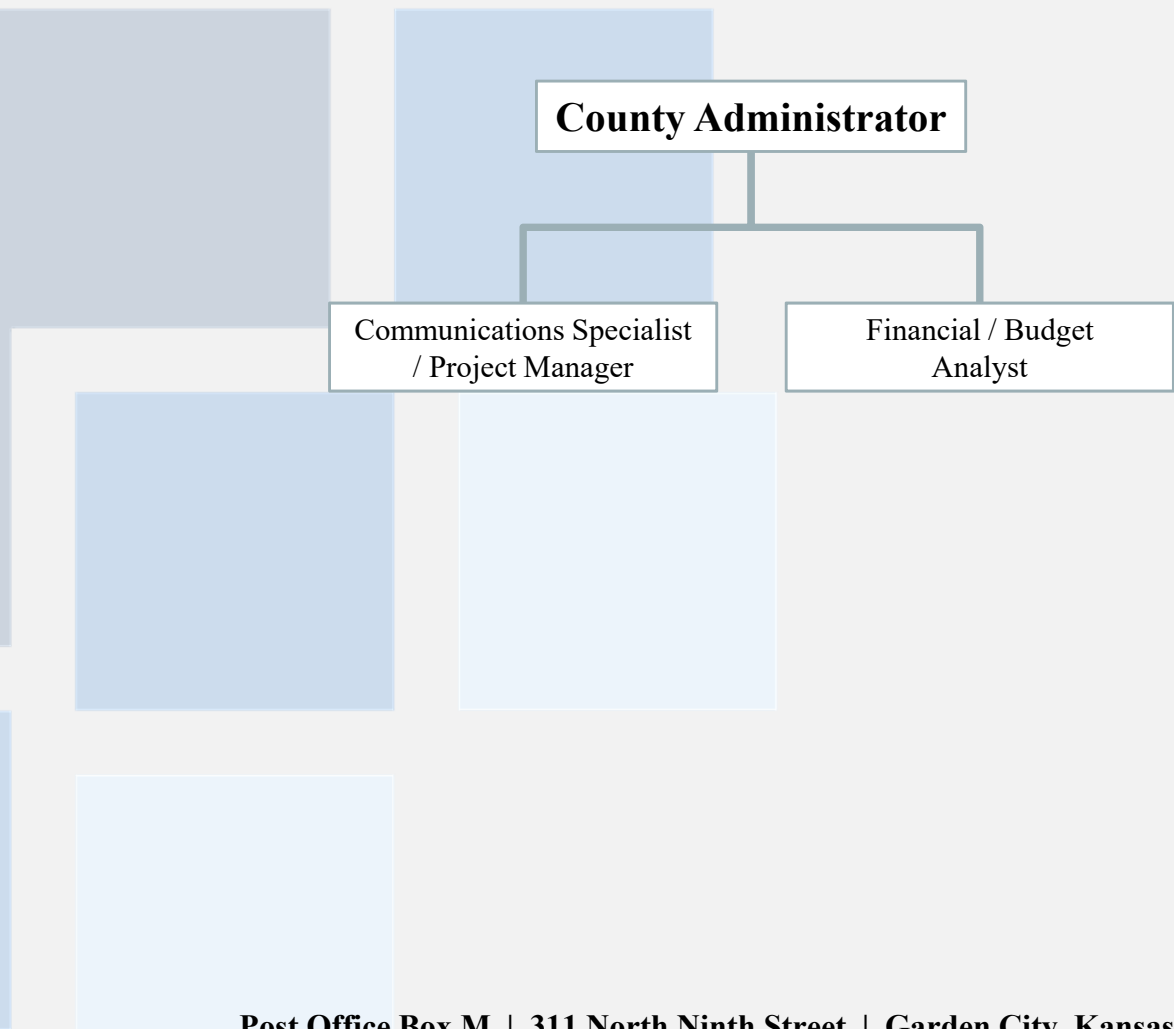 County Administrator
Communications Specialist
/ Project Manager
Financial / Budget
Analyst
Post Office Box M | 311 North Ninth Street | Garden City, Kansas